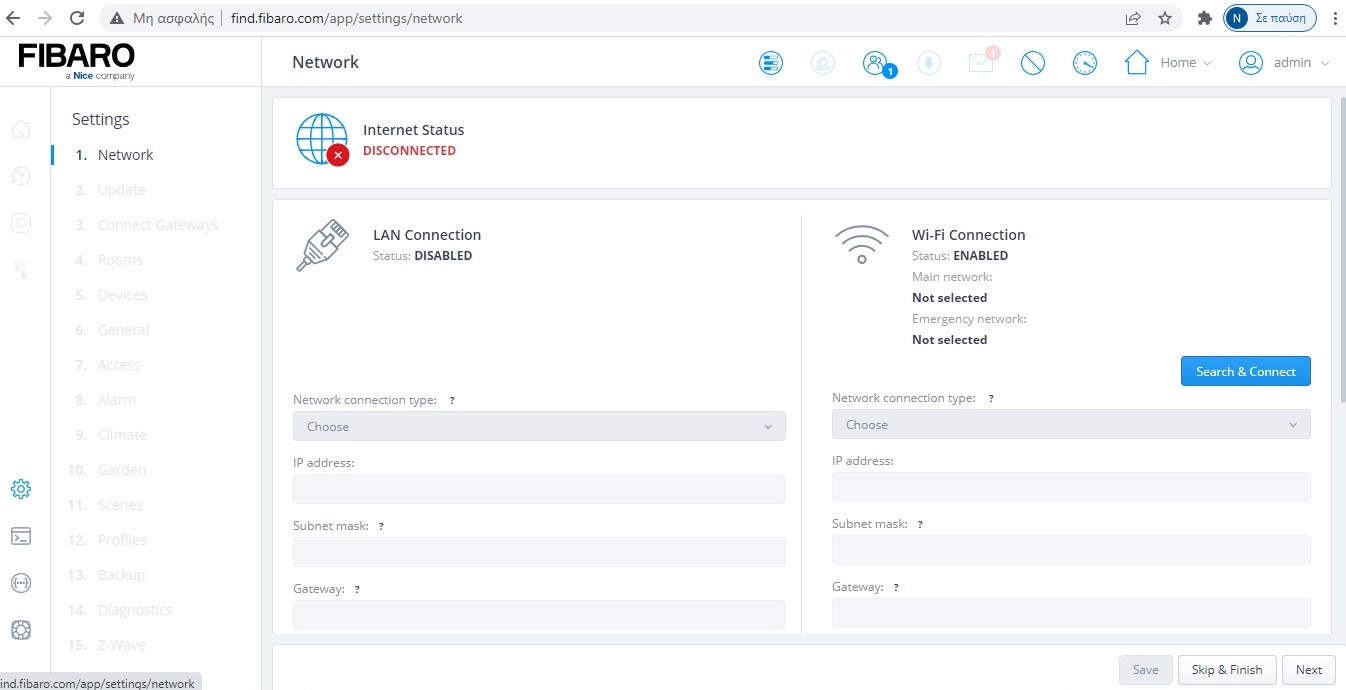 Μη ασφαλής find.fibaro.com/app/settings/network N Σε παύση
FIBARO
a Nice company
Network
1
1
Home
admin
Settings
1. Network
2. Update
3. Connect Gateways
4. Rooms
5. Devices
6. General
7. Access
8. Alarm
9. Climate
10. Garden
11. Scenes
12. Profiles
13. Backup
14. Diagnostics
15. Z-Wave
Internet Status
DISCONNECTED
LAN Connection
Status: DISABLED
Network connection type: ?
Choose
IP address:
Subnet mask: ?
Gateway: ?
Wi-Fi Connection
Status: ENABLED
Main network:
Not selected
Emergency network:
Not selected
Search & Connect
Network connection type: ?
Choose
IP address:
Subnet mask: ?
Gateway: ?
Save
Skip & Finish
Next
ind.fibaro.com/app/settings/network